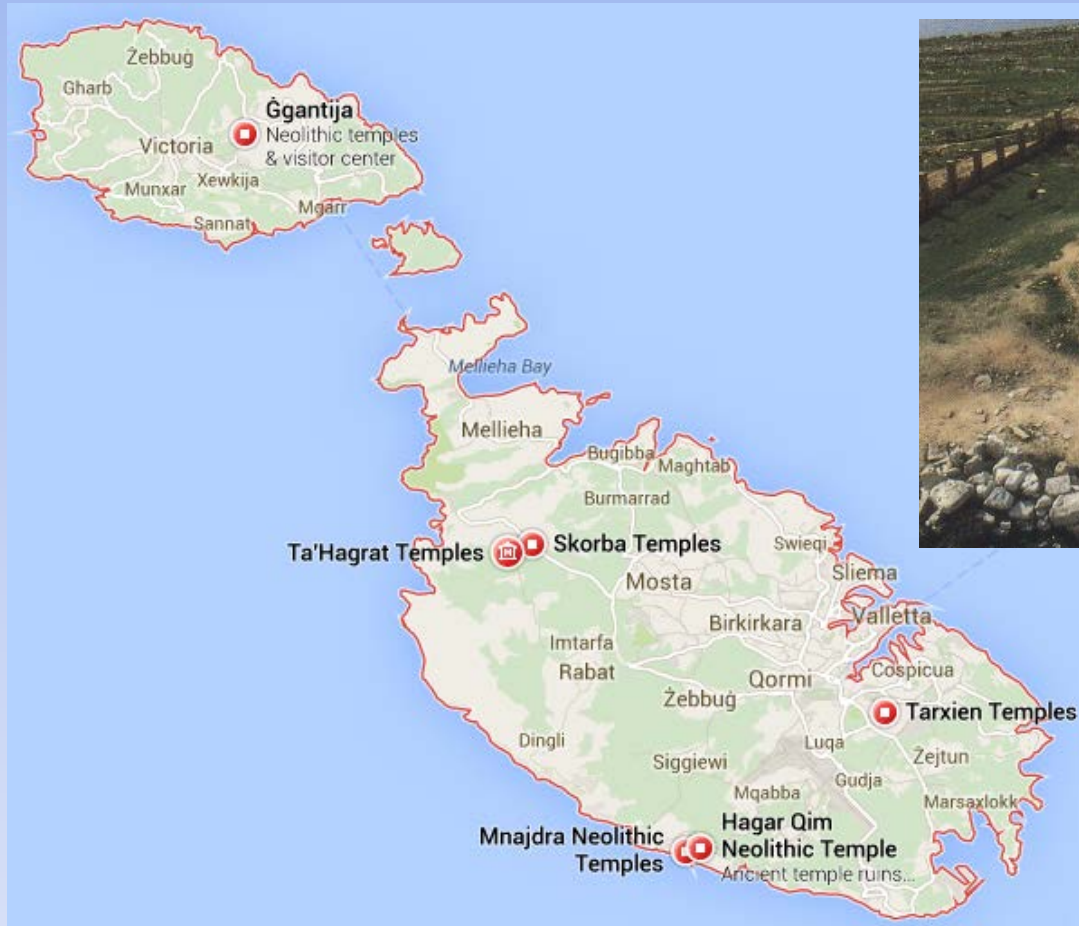 Żebbuġ
Gharb
Ġgantija
Neolithic temples
& visitor center
Victoria
Xewkija
Munxar
Mgarr
Sannat
Mellieha Bay
Mellieha
Bugibba
Maghtab
Burmarrad
Ta'Hagrat Temples
Skorba Temples
Swieqi
Sliema
Mosta
Valletta
Birkirkara
Imtarfa
Rabat
Cospicua
Qormi
Żebbuġ
Tarxien Temples
Dingli
Luqa
Żejtun
Siggiewi
Gudja
Mqabba
Marsaxlokk
Mnajdra Neolithic
Temples
Hagar Qim
Neolithic Temple
Ancient temple ruins...